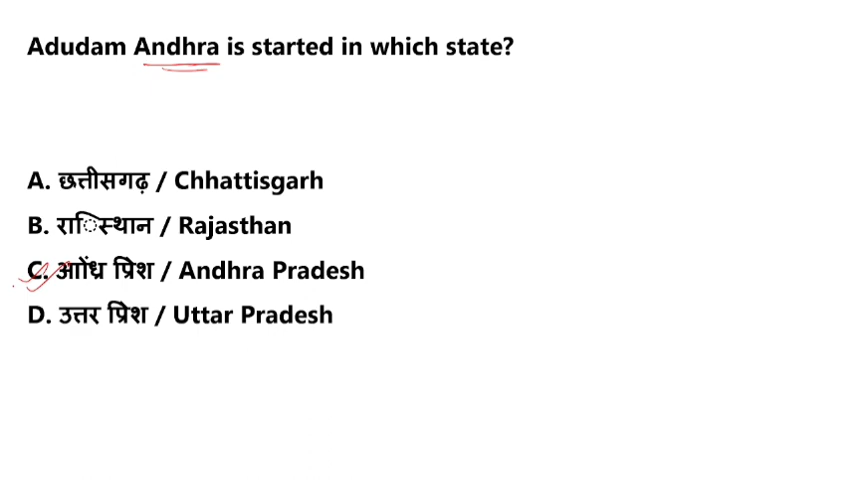 Adudam Andhra is started in which state?
A. छत्तीसगढ़ / Chhattisgarh
B. रािस्थान / Rajasthan
C. आोंध्र प्रिेश / Andhra Pradesh
D. उत्तर प्रिेश / Uttar Pradesh